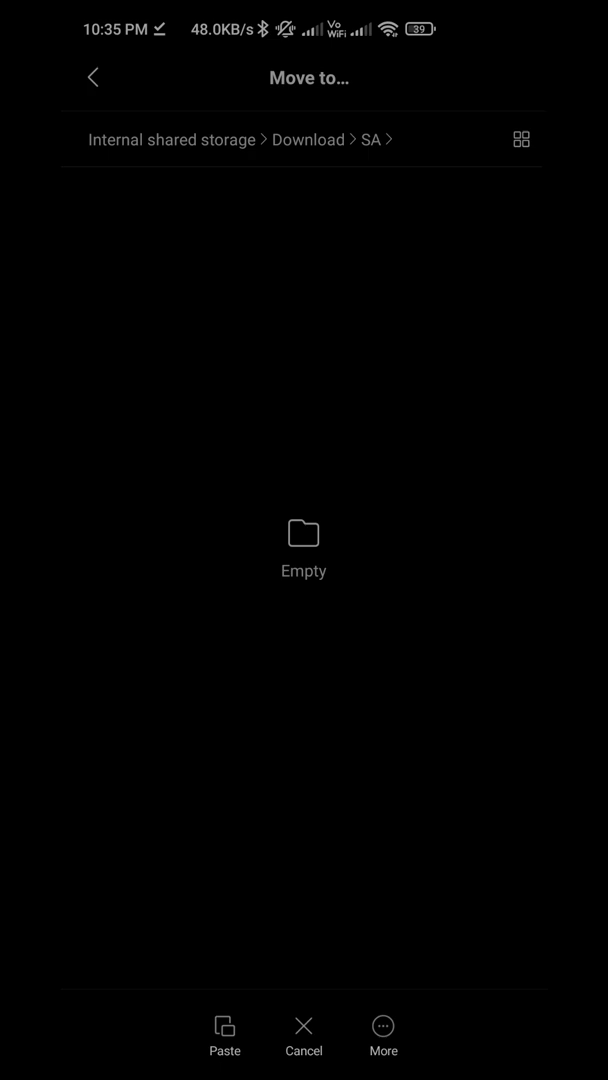 10:35 PM 48.0KB/s Vo WiFi 39
Move to...
Internal shared storage > Download > SA >
Empty
Paste Cancel More